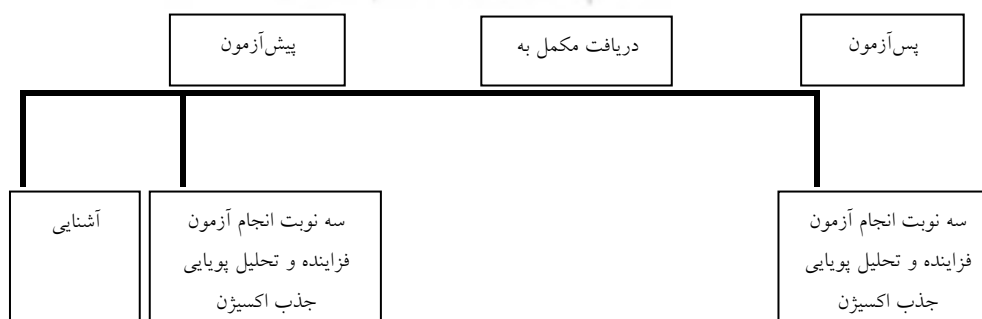 پیش‌آزمون
دریافت مکمل به
پس‌آزمون
آشنایی
سه نوبت انجام آزمون
فزاینده و تحلیل پویایی
جذب اکسیژن
سه نوبت انجام آزمون
فزاینده و تحلیل پویایی
جذب اکسیژن